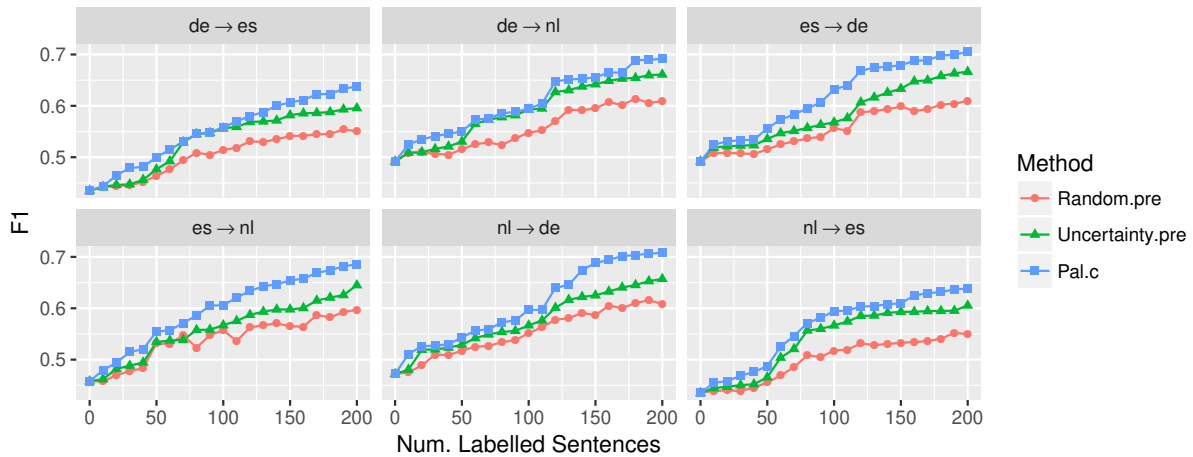 de → es
de → nl
es → de
0.7
0.6
0.5
es → nl
nl → de
nl → es
0.7
0.6
0.5
0 50 100 150 200
0 50 100 150 200
0 50 100 150 200
Num. Labelled Sentences
F1
Method
Random.pre
Uncertainty.pre
Pal.c